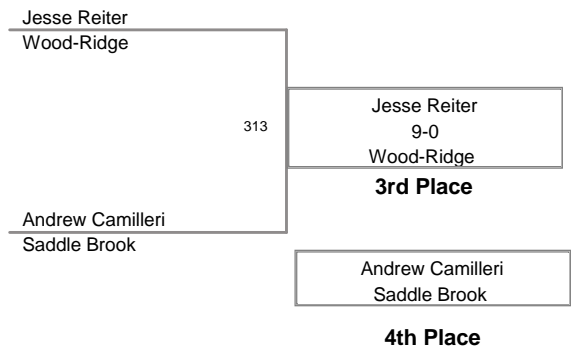 Jesse Reiter
Wood-Ridge
313
Jesse Reiter
9-0
Wood-Ridge
3rd Place
Andrew Camilleri
Saddle Brook
Andrew Camilleri
Saddle Brook
4th Place